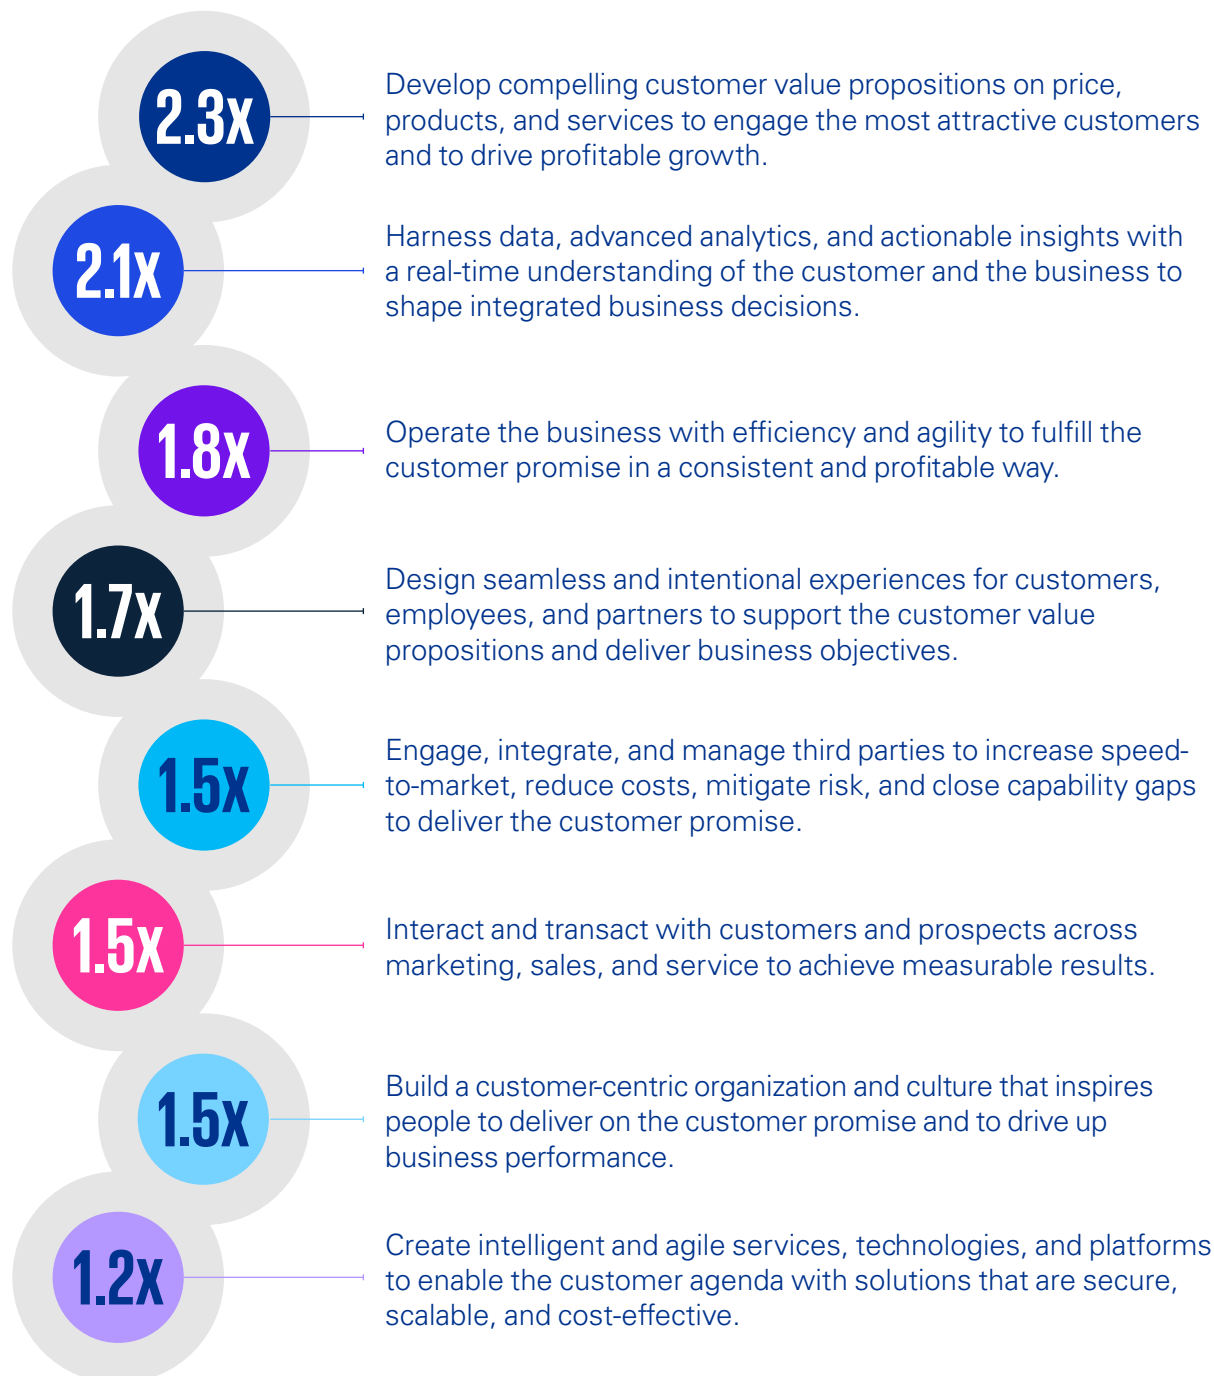 2.3x
Develop compelling customer value propositions on price,
products, and services to engage the most attractive customers
and to drive profitable growth.
2.1x
Harness data, advanced analytics, and actionable insights with
a real-time understanding of the customer and the business to
shape integrated business decisions.
1.8x
Operate the business with efficiency and agility to fulfill the
customer promise in a consistent and profitable way.
1.7x
Design seamless and intentional experiences for customers,
employees, and partners to support the customer value
propositions and deliver business objectives.
1.5x
Engage, integrate, and manage third parties to increase speed-
to-market, reduce costs, mitigate risk, and close capability gaps
to deliver the customer promise.
1.5x
Interact and transact with customers and prospects across
marketing, sales, and service to achieve measurable results.
1.5x
Build a customer-centric organization and culture that inspires
people to deliver on the customer promise and to drive up
business performance.
1.2x
Create intelligent and agile services, technologies, and platforms
to enable the customer agenda with solutions that are secure,
scalable, and cost-effective.